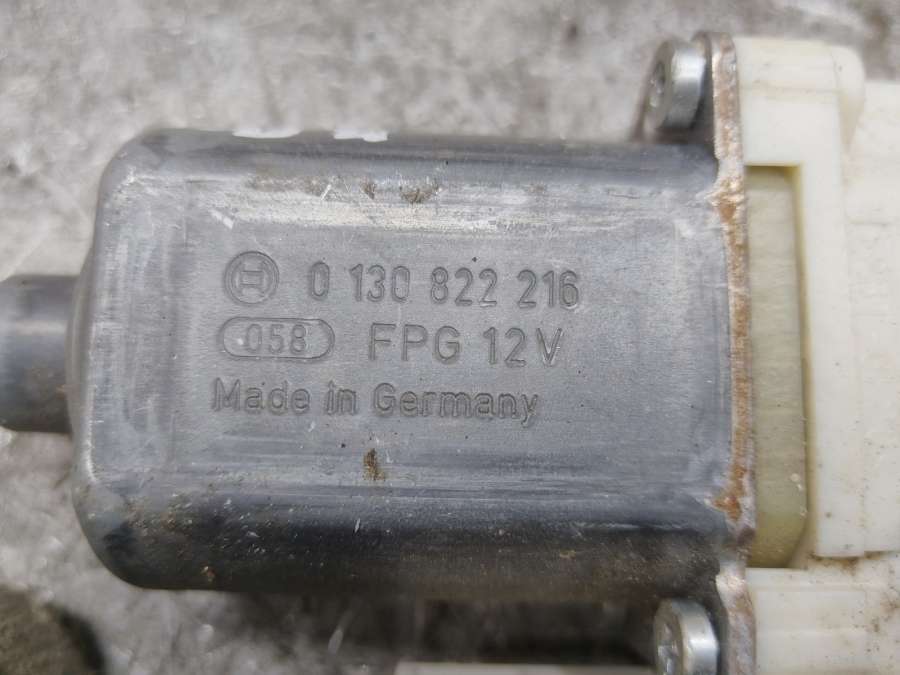 0 130 822 216
058 FPG 12V
Made in Germany